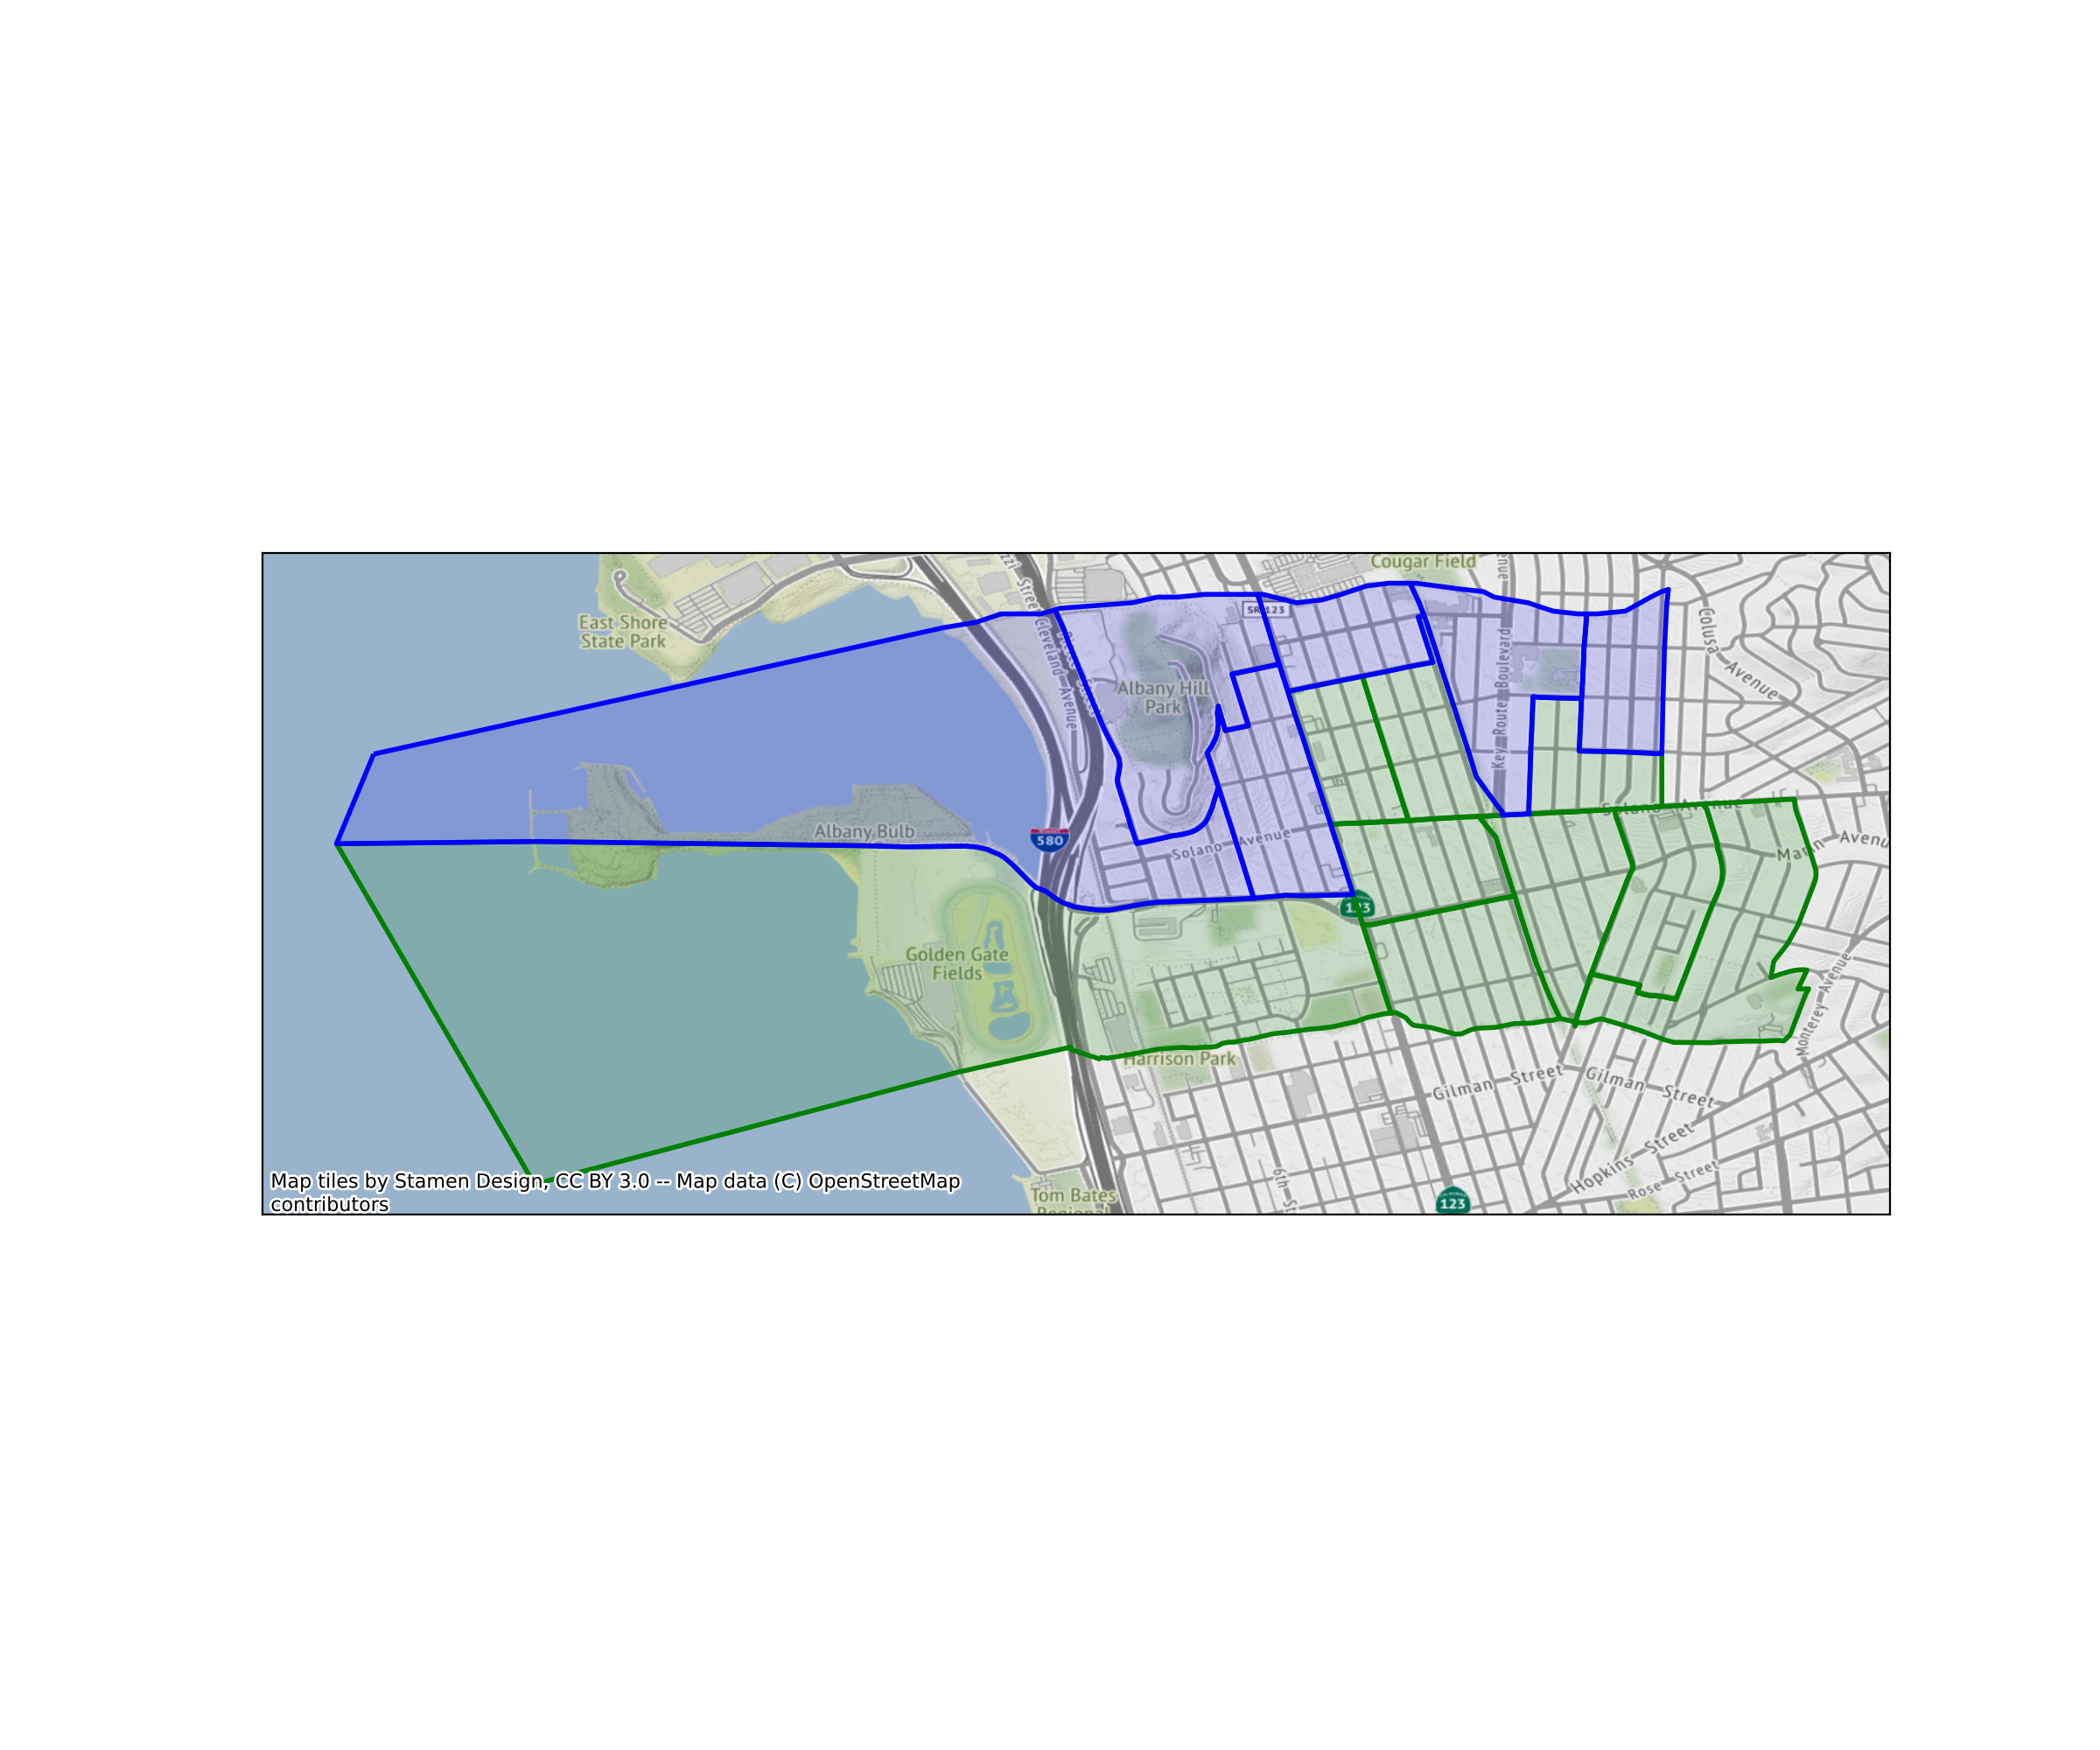 Cougar Field
East Shore
State Park
SR 123
Street
Cleveland Avenue
Colusa Avenue
Key Route Boulevard
Albany Hill
Park
Solano Avenue
Albany Bulb
580
Marin Avenu
Solano Avenue
123
Golden Gate
Fields
Monterey Avenue
Harrison Park
Gilman Street
Gilman Street
Hopkins Street
Rose Street
6th St
Tom Bates
Regional
123
Map tiles by Stamen Design, CC BY 3.0 -- Map data (C) OpenStreetMap
contributors